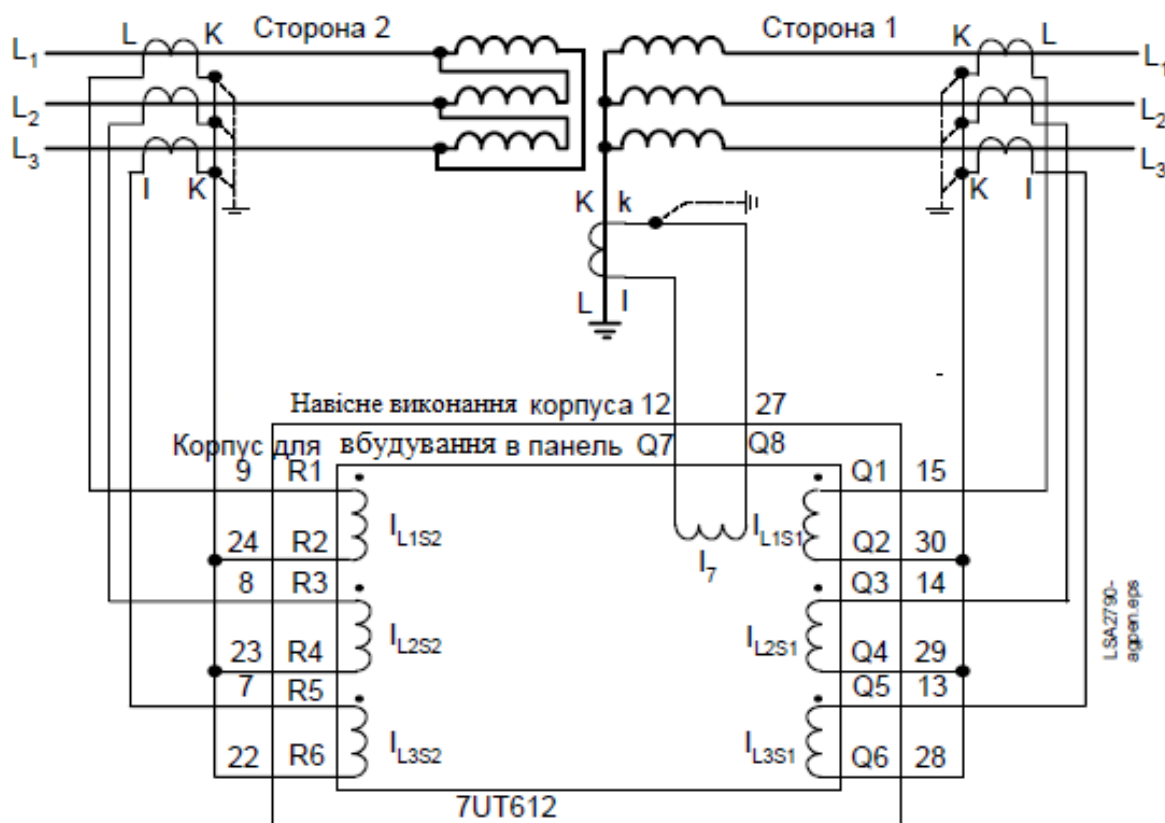 L K Сторона 2 Сторона 1 K L
L1 L1
L2 L2
L3 L3
l K K l
K k
L l
Навісне виконання корпуса 12 27
Корпус для вбудування в панель Q7 Q8
9 R1 Q1 15
IL1S2 IL1S1
24 R2 Q2 30
I7
8 R3 Q3 14
IL2S2 IL2S1
23 R4 Q4 29
7 R5 Q5 13
IL3S2 IL3S1
22 R6 Q6 28
7UT612
LSA2790-
agpen.eps